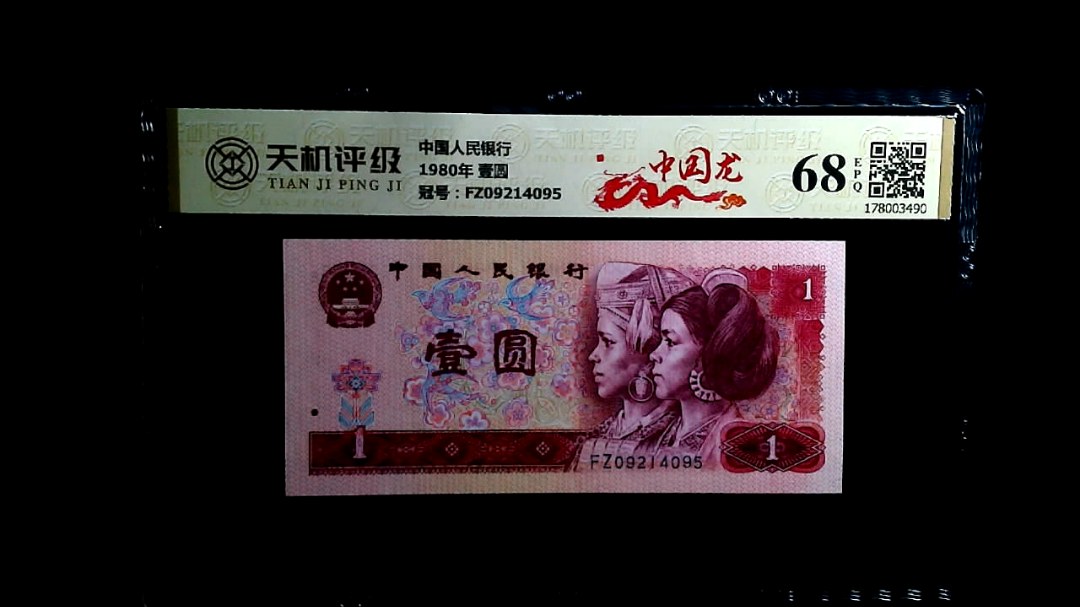 天机评级
TIAN JI PING JI
中国人民银行
1980年 壹圆
冠号：FZ09214095
中国龙
68
EPQ
178003490
中國人民銀行
1
壹圆
1
FZ09214095
1